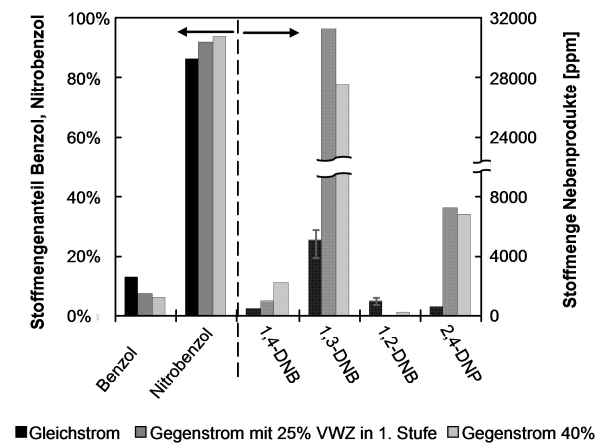 Stoffmengenanteil Benzol, Nitrobenzol
100%
80%
60%
40%
20%
0%
32000
28000
24000
8000
4000
0
Stoffmenge Nebenprodukte [ppm]
Benzol
Nitrobenzol
1,4-DNB
1,3-DNB
1,2-DNB
2,4-DNP
Gleichstrom
Gegenstrom mit 25% VWZ in 1. Stufe
Gegenstrom 40%